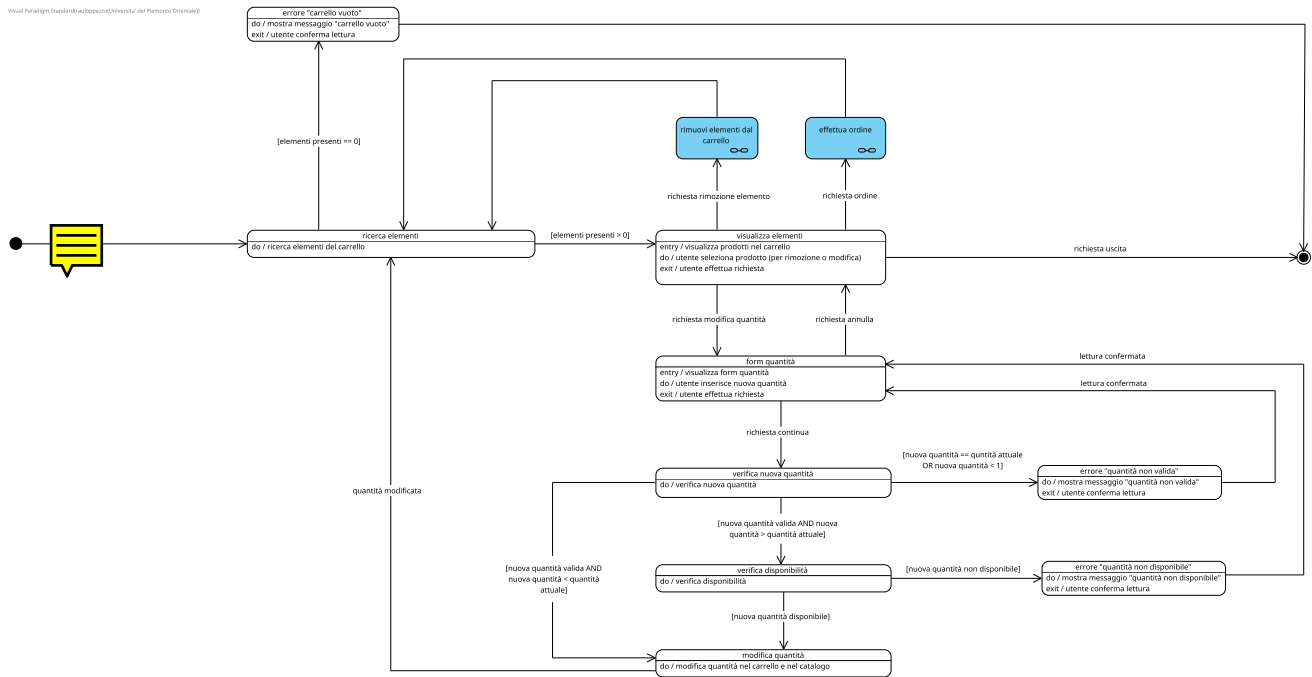 Visual Paradigm Standard(rauloppezzo(Universita' del Piemonte Orientale))
errore "carrello vuoto"
do / mostra messaggio "carrello vuoto"
exit / utente conferma lettura
[elementi presenti == 0]
rimuovi elementi dal
carrello
effettua ordine
richiesta rimozione elemento
richiesta ordine
ricerca elementi
do / ricerca elementi del carrello
[elementi presenti > 0]
visualizza elementi
entry / visualizza prodotti nel carrello
do / utente seleziona prodotto (per rimozione o modifica)
exit / utente effettua richiesta
richiesta uscita
richiesta modifica quantità
richiesta annulla
form quantità
entry / visualizza form quantità
do / utente inserisce nuova quantità
exit / utente effettua richiesta
lettura confermata
lettura confermata
richiesta continua
verifica nuova quantità
do / verifica nuova quantità
[nuova quantità == quntità attuale
OR nuova quantità < 1]
errore "quantità non valida"
do / mostra messaggio "quantità non valida"
exit / utente conferma lettura
quantità modificata
[nuova quantità valida AND nuova
quantità > quantità attuale]
[nuova quantità valida AND
nuova quantità < quantità
attuale]
verifica disponibilità
do / verifica disponibilità
[nuova quantità non disponibile]
errore "quantità non disponibile"
do / mostra messaggio "quantità non disponibile"
exit / utente conferma lettura
[nuova quantità disponibile]
modifica quantità
do / modifica quantità nel carrello e nel catalogo